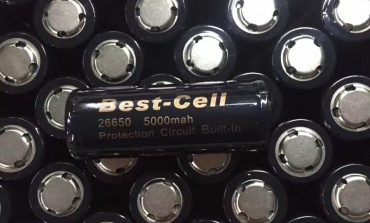 Best-Cell
26650 5000mah
Protection Circuit Built-In